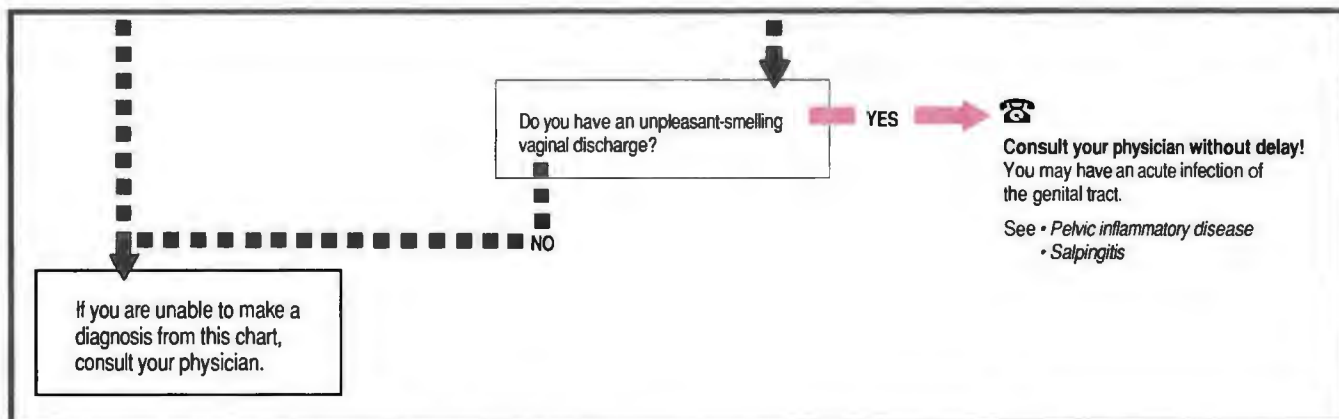 Do you have an unpleasant-smelling
vaginal discharge?
YES
Consult your physician without delay!
You may have an acute infection of
the genital tract.
See • Pelvic inflammatory disease
• Salpingitis
NO
If you are unable to make a
diagnosis from this chart,
consult your physician.